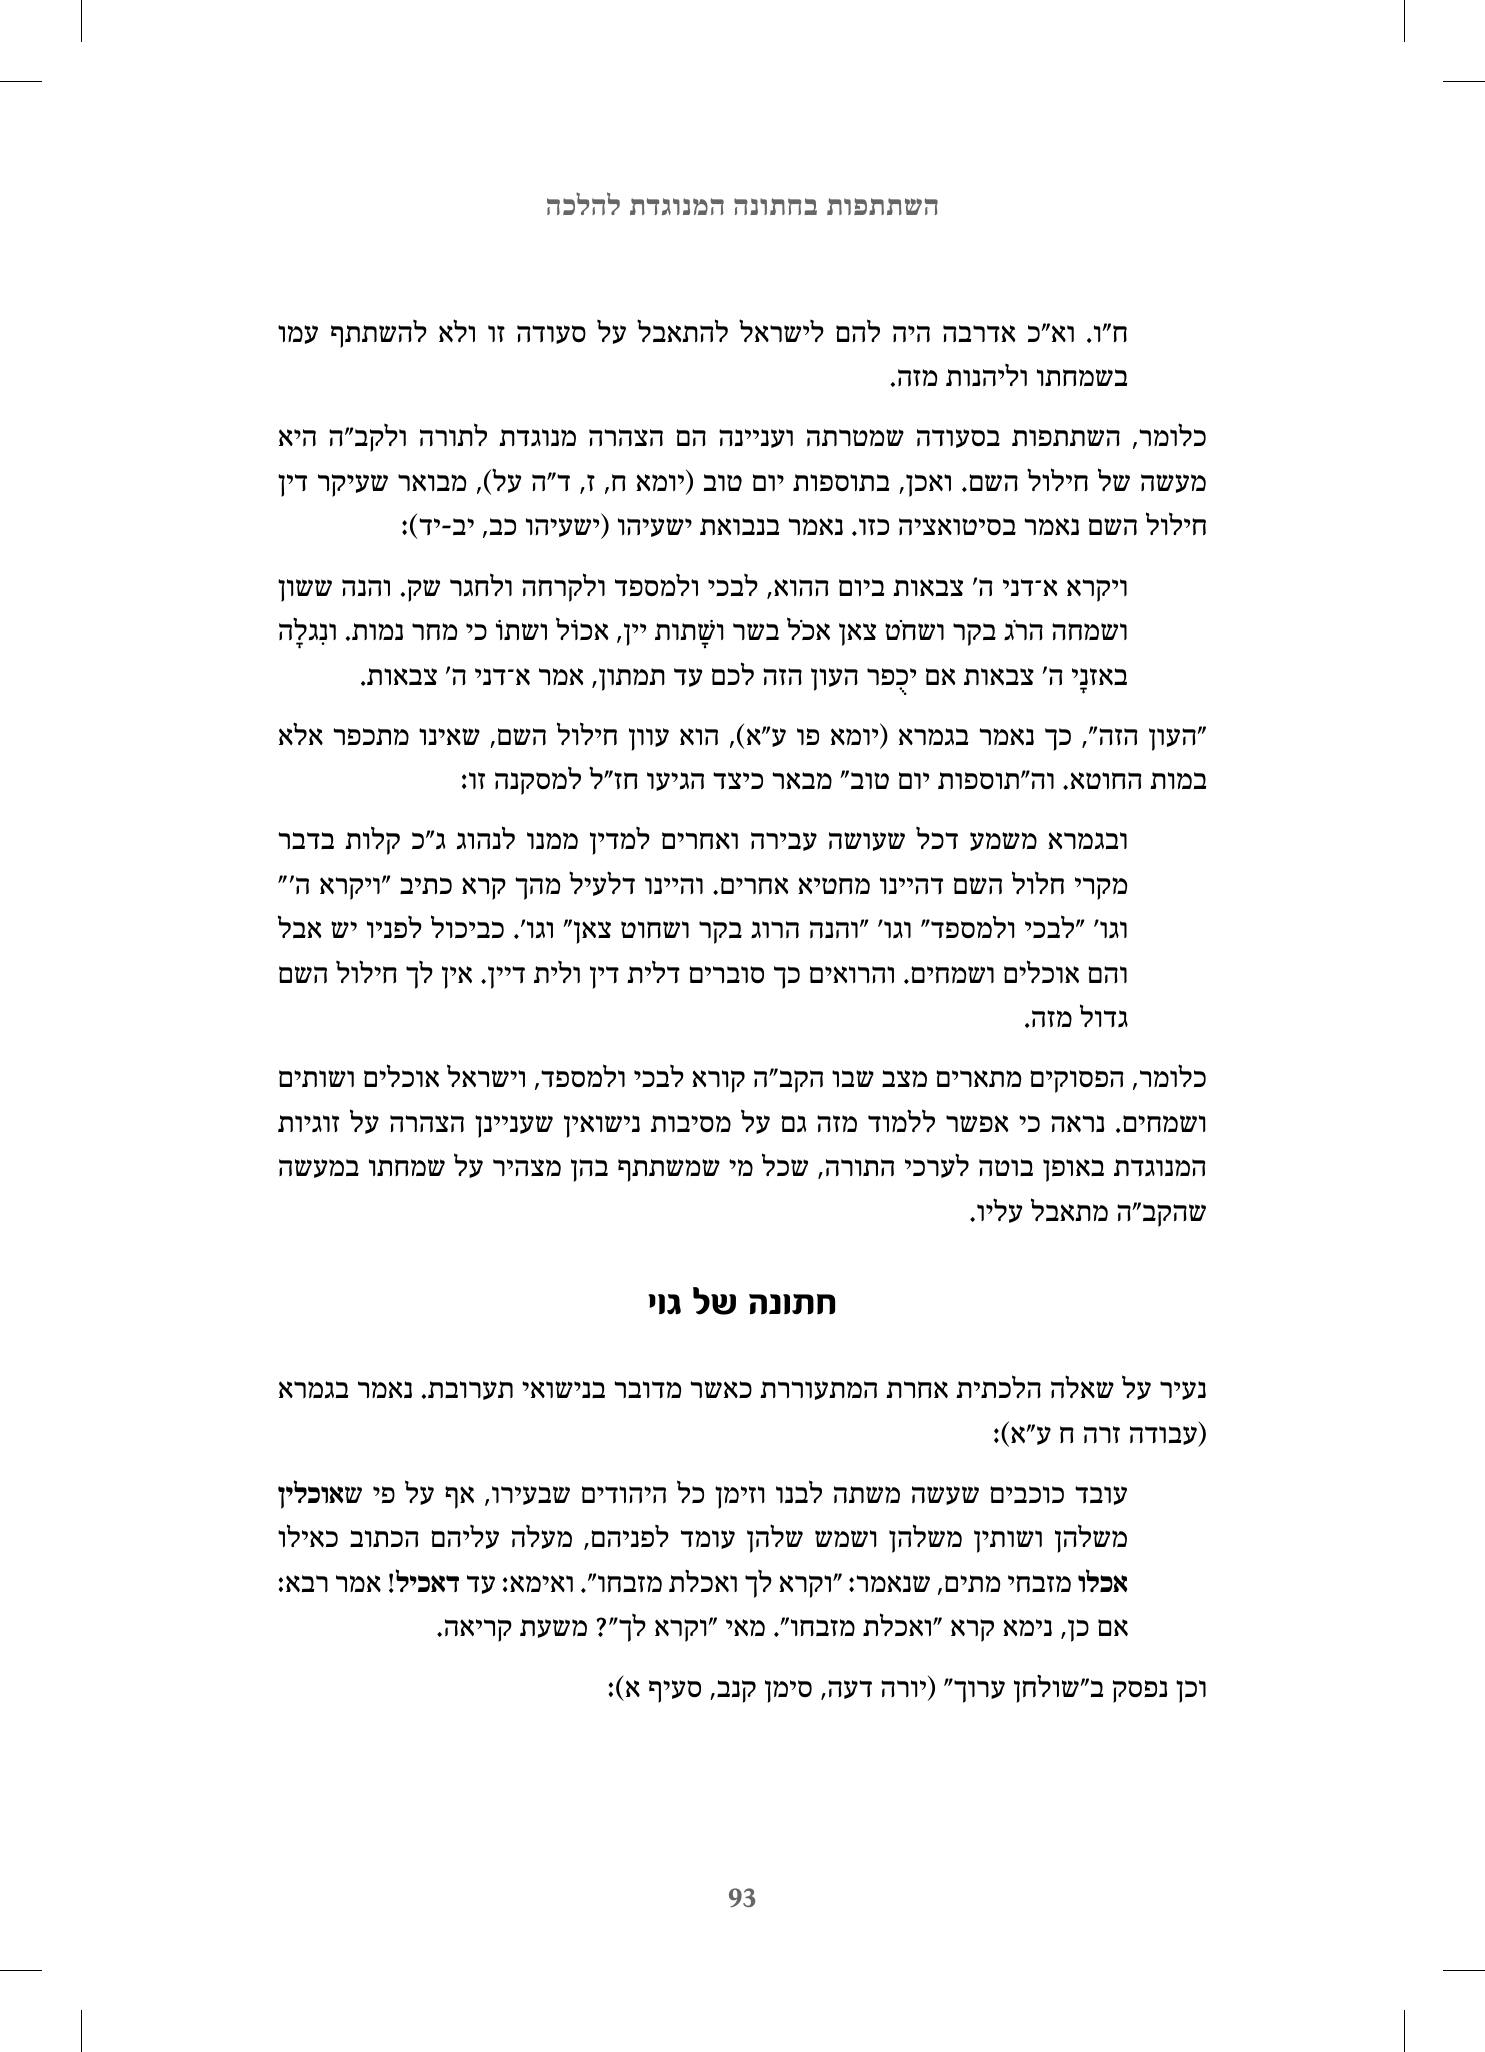 השתתפות בחתונה המנוגדת להלכה
ח"ו. וא"כ אדרבה היה להם לישראל להתאבל על סעודה זו ולא להשתתף עמו
בשמחתו וליהנות מזה.
כלומר, השתתפות בסעודה שמטרתה ועניינה הם הצהרה מנוגדת לתורה ולקב"ה היא
מעשה של חילול השם. ואכן, בתוספות יום טוב (יומא ח, ז, ד"ה על), מבואר שעיקר דין
חילול השם נאמר בסיטואציה כזו. נאמר בנבואת ישעיהו (ישעיהו כב, יב-יד):
ויקרא א־דני ה' צבאות ביום ההוא, לבכי ולמספד ולקרחה ולחגר שק. והנה ששון
ושמחה הרֹג בקר ושחֹט צאן אכֹל בשר ושָׁתות יין, אכוֹל ושתוֹ כי מחר נמות. ונִגלָה
באזנָי ה' צבאות אם יכֻפר העון הזה לכם עד תמתון, אמר א־דני ה' צבאות.
"העון הזה", כך נאמר בגמרא (יומא פו ע"א), הוא עוון חילול השם, שאינו מתכפר אלא
במות החוטא. וה"תוספות יום טוב" מבאר כיצד הגיעו חז"ל למסקנה זו:
ובגמרא משמע דכל שעושה עבירה ואחרים למדין ממנו לנהוג ג"כ קלות בדבר
מקרי חלול השם דהיינו מחטיא אחרים. והיינו דלעיל מהך קרא כתיב "ויקרא ה'"
וגו' "לבכי ולמספד" וגו' "והנה הרוג בקר ושחוט צאן" וגו'. כביכול לפניו יש אבל
והם אוכלים ושמחים. והרואים כך סוברים דלית דין ולית דיין. אין לך חילול השם
גדול מזה.
כלומר, הפסוקים מתארים מצב שבו הקב"ה קורא לבכי ולמספד, וישראל אוכלים ושותים
ושמחים. נראה כי אפשר ללמוד מזה גם על מסיבות נישואין שעניינן הצהרה על זוגיות
המנוגדת באופן בוטה לערכי התורה, שכל מי שמשתתף בהן מצהיר על שמחתו במעשה
שהקב"ה מתאבל עליו.
חתונה של גוי
נעיר על שאלה הלכתית אחרת המתעוררת כאשר מדובר בנישואי תערובת. נאמר בגמרא
(עבודה זרה ח ע"א):
עובד כוכבים שעשה משתה לבנו וזימן כל היהודים שבעירו, אף על פי שאוכלין
משלהן ושותין משלהן ושמש שלהן עומד לפניהם, מעלה עליהם הכתוב כאילו
אכלו מזבחי מתים, שנאמר: "וקרא לך ואכלת מזבחו". ואימא: עד דאכיל! אמר רבא:
אם כן, נימא קרא "ואכלת מזבחו". מאי "וקרא לך"? משעת קריאה.
וכן נפסק ב"שולחן ערוך" (יורה דעה, סימן קנב, סעיף א):
93